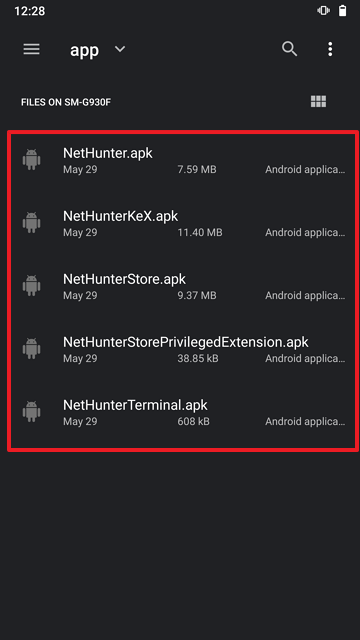 12:28
app
FILES ON SM-G930F
NetHunter.apk
May 29 7.59 MB Android applica...
NetHunterKeX.apk
May 29 11.40 MB Android applica...
NetHunterStore.apk
May 29 9.37 MB Android applica...
NetHunterStorePrivilegedExtension.apk
May 29 38.85 kB Android applica...
NetHunterTerminal.apk
May 29 608 kB Android applica...